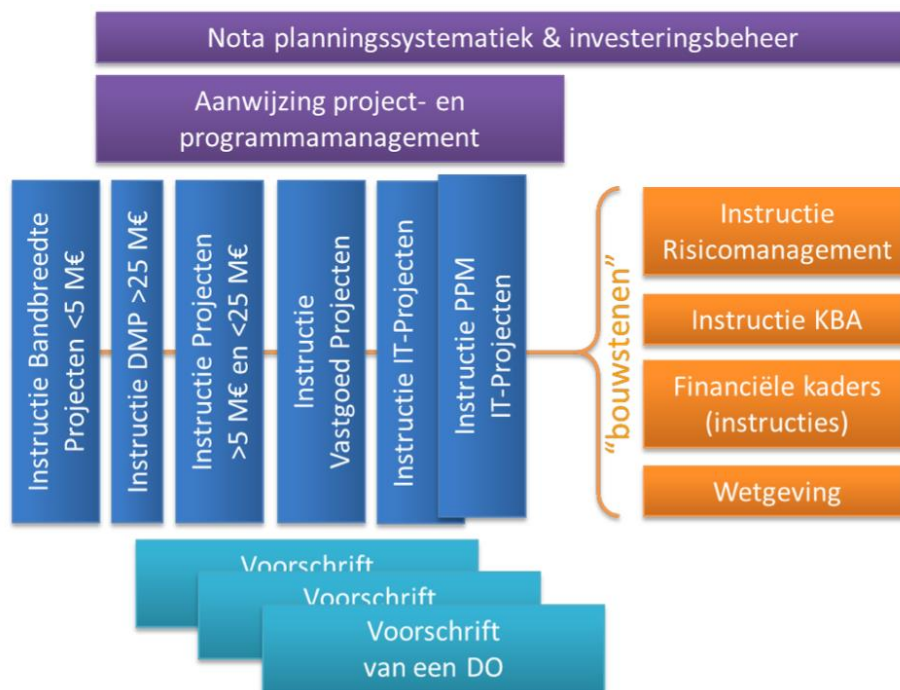 Nota planningssystematiek & investeringsbeheer
Aanwijzing project- en
programmamanagement
Instructie Bandbreedte
Projecten <5 M€
Instructie DMP >25 M€
Instructie Projecten
>5 M€ en <25 M€
Instructie
Vastgoed Projecten
Instructie IT-Projecten
Instructie PPM
IT-Projecten
“bouwstenen”
Instructie
Risicomanagement
Instructie KBA
Financiële kaders
(instructies)
Wetgeving
Voorschrift
Voorschrift
Voorschrift
van een DO